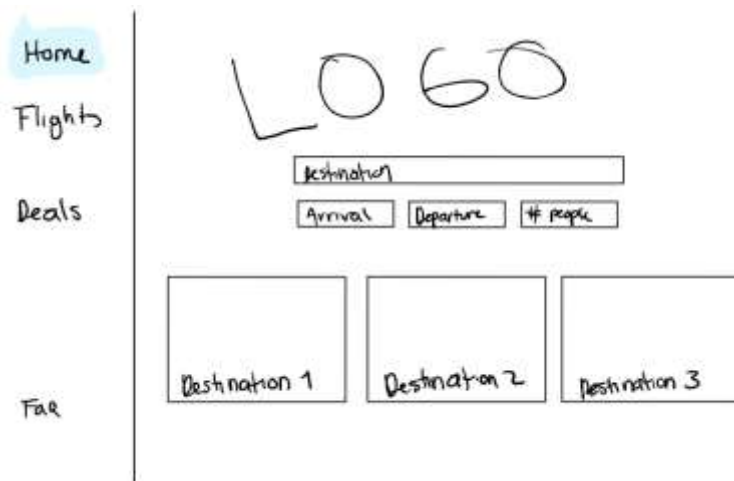 Home
Flights
Deals
Faq
LOGO
Destination
Arrival Departure # people
Destination 1 Destination 2 Destination 3